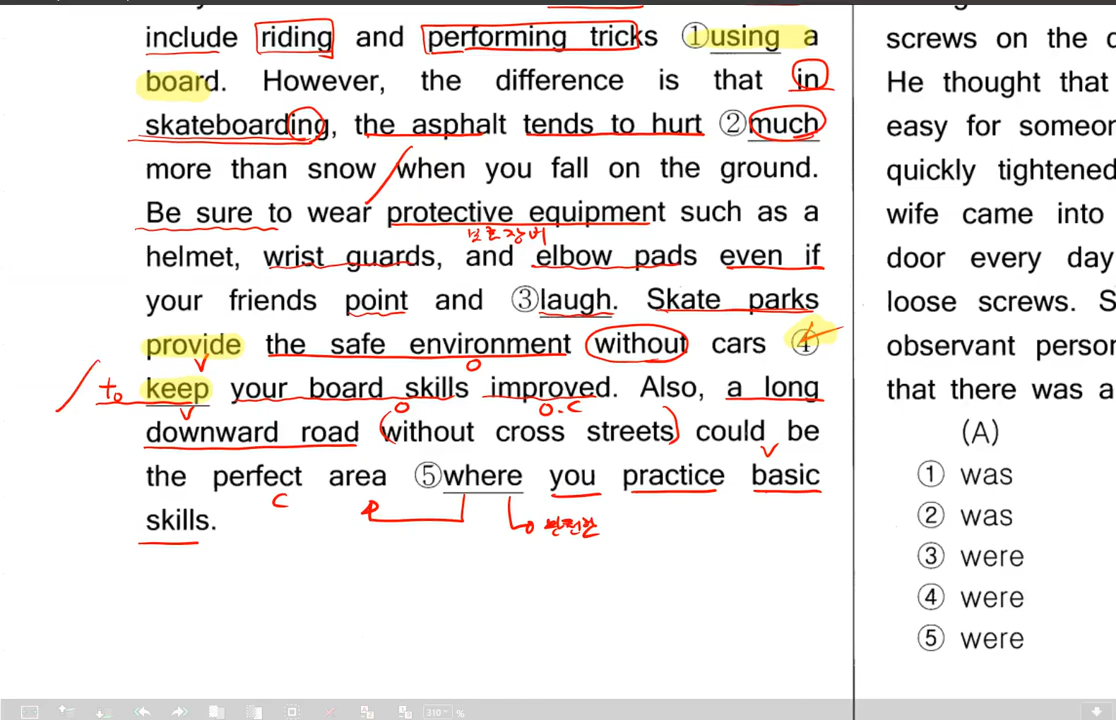 include riding and performing tricks ①using a
board. However, the difference is that in
skateboarding, the asphalt tends to hurt ②much
more than snow when you fall on the ground.
Be sure to wear protective equipment such as a
보호장비
helmet, wrist guards, and elbow pads even if
your friends point and ③laugh. Skate parks
provide the safe environment without cars ④
V
O
to keep your board skills improved. Also, a long
V
O
O.C
downward road without cross streets could be
V
the perfect area ⑤where you practice basic
C
skills.
screws on the
He thought that
easy for someo
quickly tightened
wife came into
door every day
loose screws. S
observant perso
that there was a
(A)
① was
② was
③ were
④ were
⑤ were
310 %